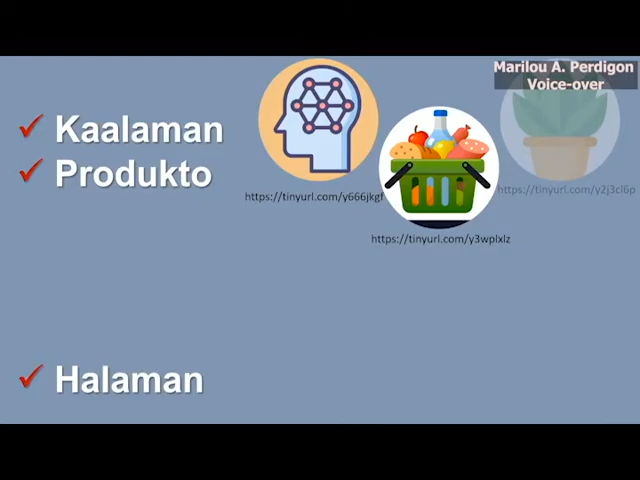 Marilou A. Perdigon
Voice-over
Kaalaman
Produkto
https://tinyurl.com/y666jkgf
https://tinyurl.com/y2j3cl6p
https://tinyurl.com/y3wplxlz
Halaman